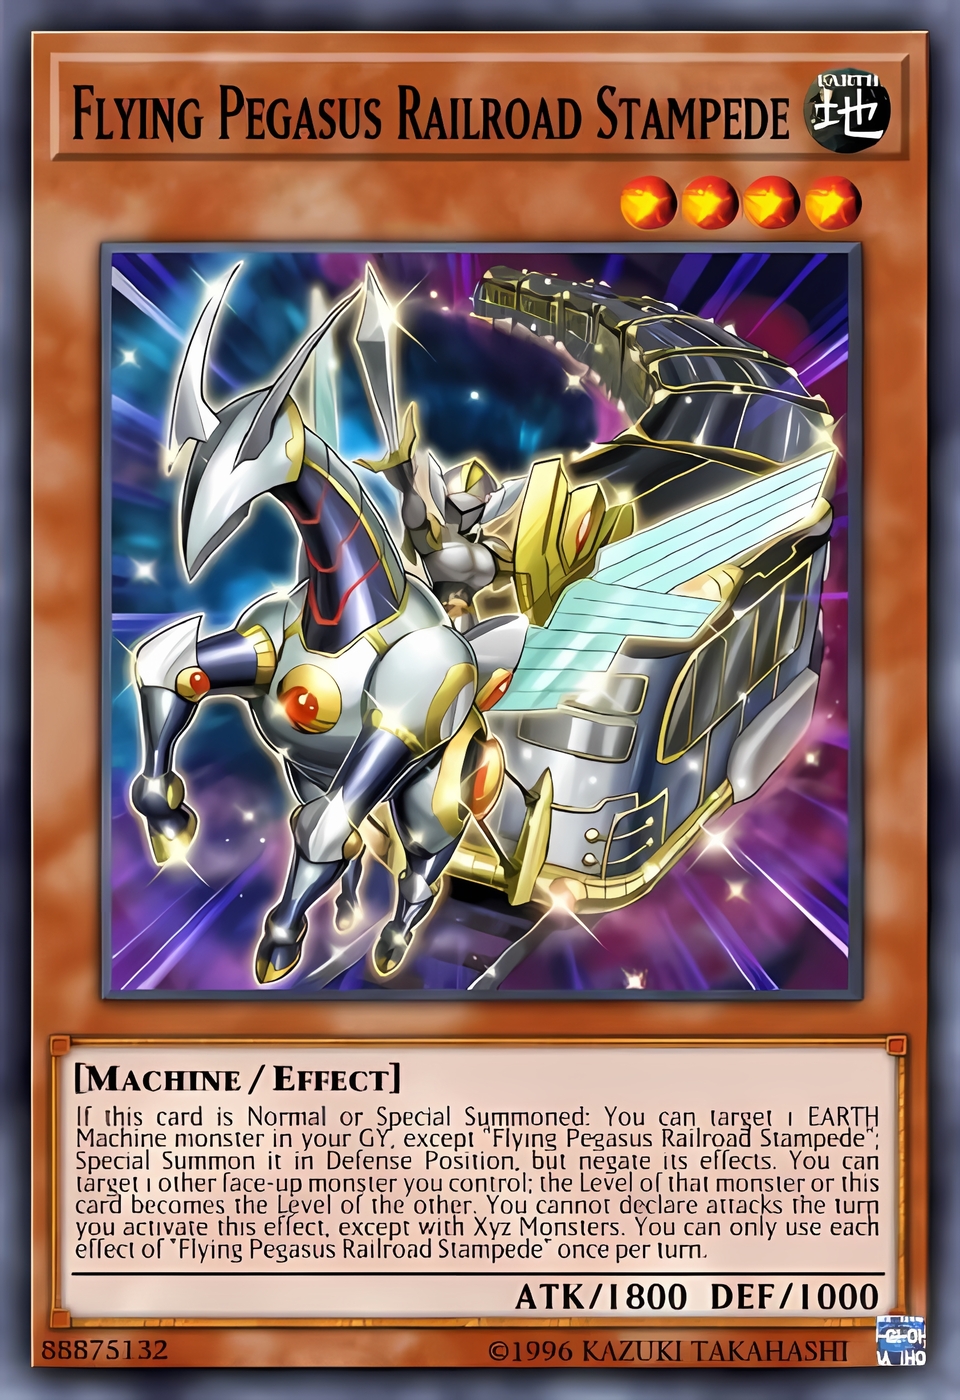 FLYING PEGASUS RAILROAD STAMPEDE
EARTH
地
[MACHINE / EFFECT]
If this card is Normal or Special Summoned: You can target 1 EARTH
Machine monster in your GY, except "Flying Pegasus Railroad Stampede";
Special Summon it in Defense Position, but negate its effects. You can
target 1 other face-up monster you control; the Level of that monster or this
card becomes the Level of the other. You cannot declare attacks the turn
you activate this effect, except with Xyz Monsters. You can only use each
effect of "Flying Pegasus Railroad Stampede" once per turn.
ATK/1800 DEF/1000
88875132
©1996 KAZUKI TAKAHASHI